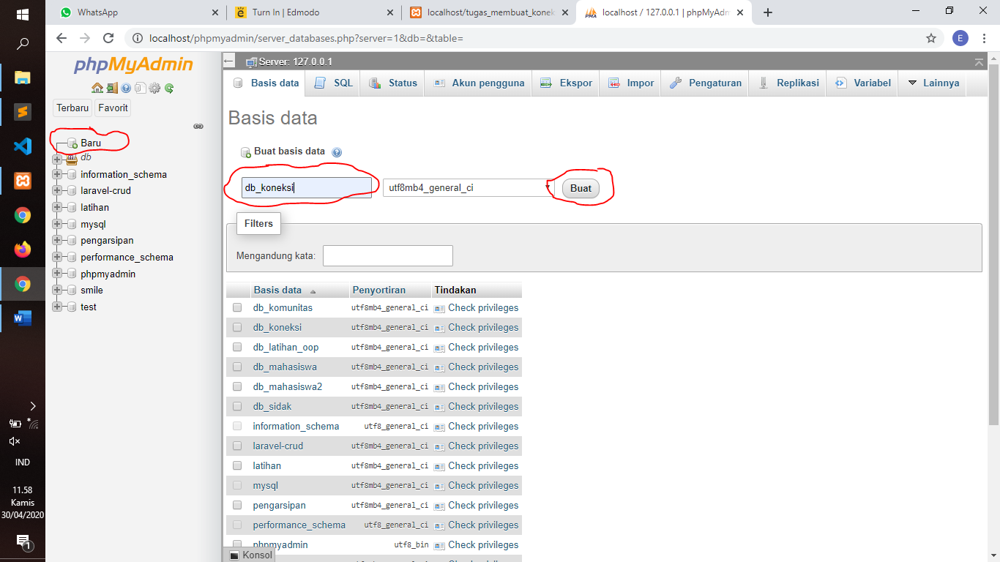 WhatsApp
Turn In | Edmodo
localhost/tugas_membuat_konek
localhost / 127.0.0.1 | phpMyAdm
localhost/phpmyadmin/server_databases.php?server=1&db=&table=
E
phpMyAdmin
Terbaru Favorit
Baru
db
information_schema
laravel-crud
latihan
mysql
pengarsipan
performance_schema
phpmyadmin
smile
test
Server: 127.0.0.1
Basis data SQL Status Akun pengguna Ekspor Impor Pengaturan Replikasi Variabel Lainnya
Basis data
Buat basis data
db_koneksi utf8mb4_general_ci Buat
Filters
Mengandung kata:
Basis data Penyortiran Tindakan
db_komunitas utf8mb4_general_ci Check privileges
db_koneksi utf8mb4_general_ci Check privileges
db_latihan_oop utf8mb4_general_ci Check privileges
db_mahasiswa utf8mb4_general_ci Check privileges
db_mahasiswa2 utf8mb4_general_ci Check privileges
db_sidak utf8mb4_general_ci Check privileges
information_schema utf8_general_ci Check privileges
laravel-crud utf8mb4_general_ci Check privileges
latihan utf8mb4_general_ci Check privileges
mysql utf8mb4_general_ci Check privileges
pengarsipan utf8mb4_general_ci Check privileges
performance_schema utf8_general_ci Check privileges
phpmyadmin utf8_bin Check privileges
Konsol
IND
11.58
Kamis
30/04/2020
1